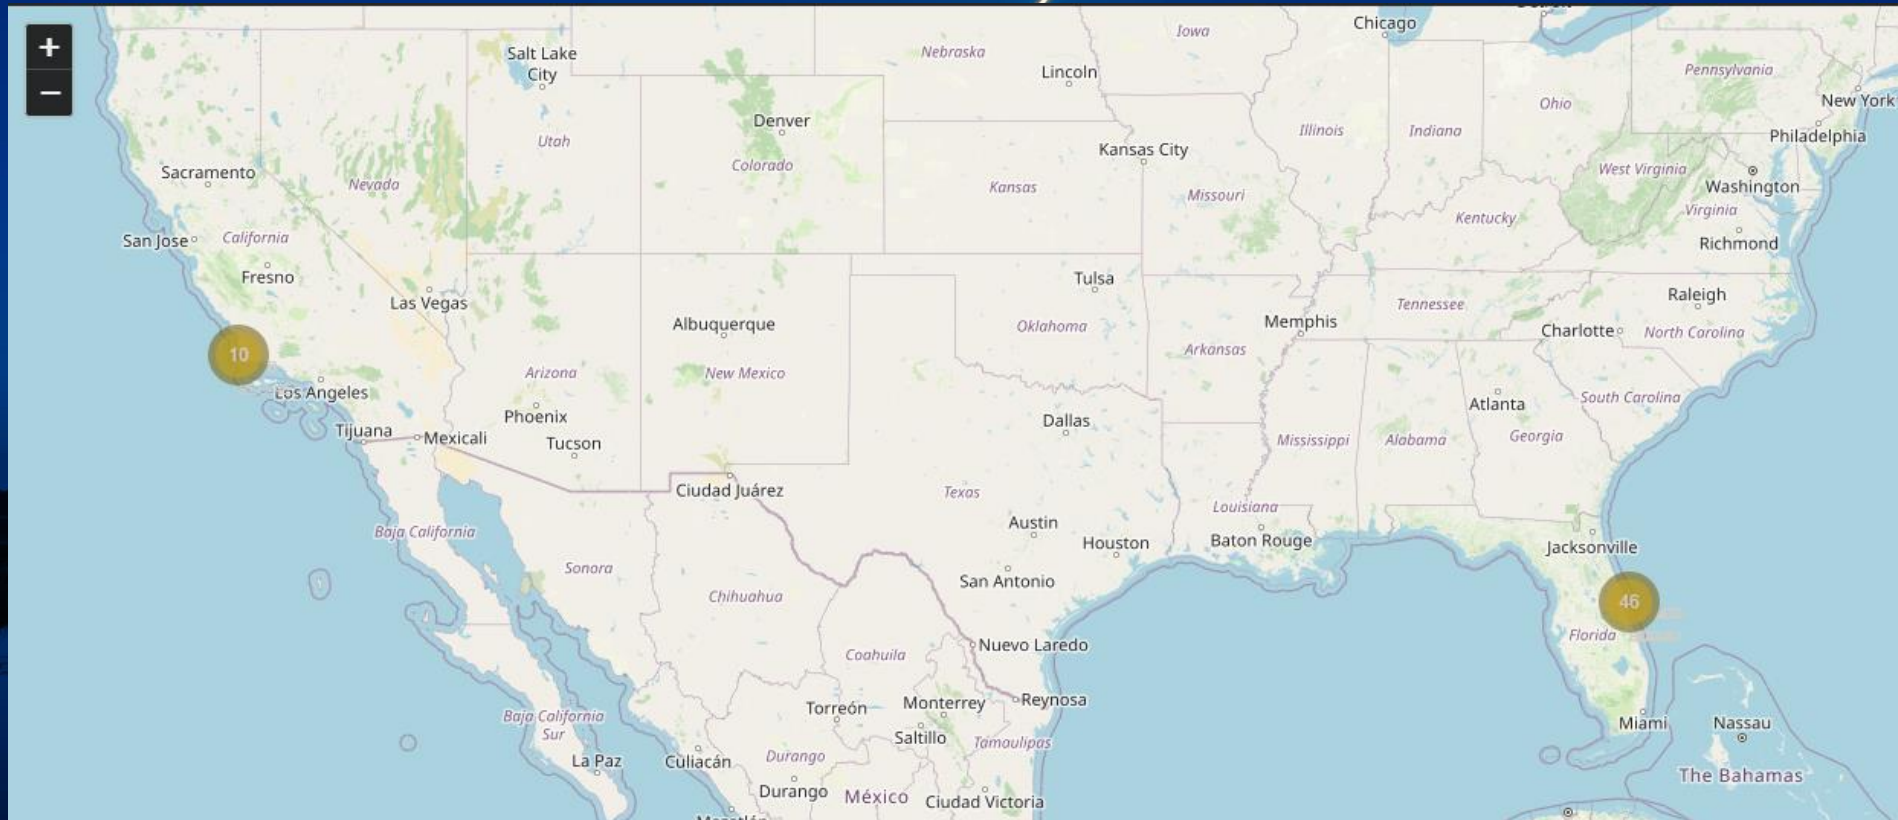 +
−
Chicago
Iowa
Nebraska
Salt Lake
City
Lincoln
Pennsylvania
New York
Ohio
Denver
Utah
Illinois
Indiana
Philadelphia
Kansas City
Colorado
Sacramento
Nevada
Kansas
Missouri
West Virginia
Washington
Virginia
Kentucky
San Jose
California
Richmond
Fresno
Las Vegas
Tulsa
Raleigh
Tennessee
Albuquerque
Oklahoma
Memphis
Charlotte
North Carolina
10
Arkansas
Arizona
New Mexico
Los Angeles
South Carolina
Atlanta
Phoenix
Dallas
Tijuana
Mexicali
Tucson
Mississippi
Alabama
Georgia
Ciudad Juárez
Texas
Louisiana
Austin
Baja California
Houston
Baton Rouge
Jacksonville
Sonora
San Antonio
Chihuahua
46
Florida
Nuevo Laredo
Coahuila
Reynosa
Monterrey
Torreón
Baja California
Sur
Miami
Nassau
Saltillo
Tamaulipas
La Paz
Culiacán
Durango
The Bahamas
Durango
México
Ciudad Victoria